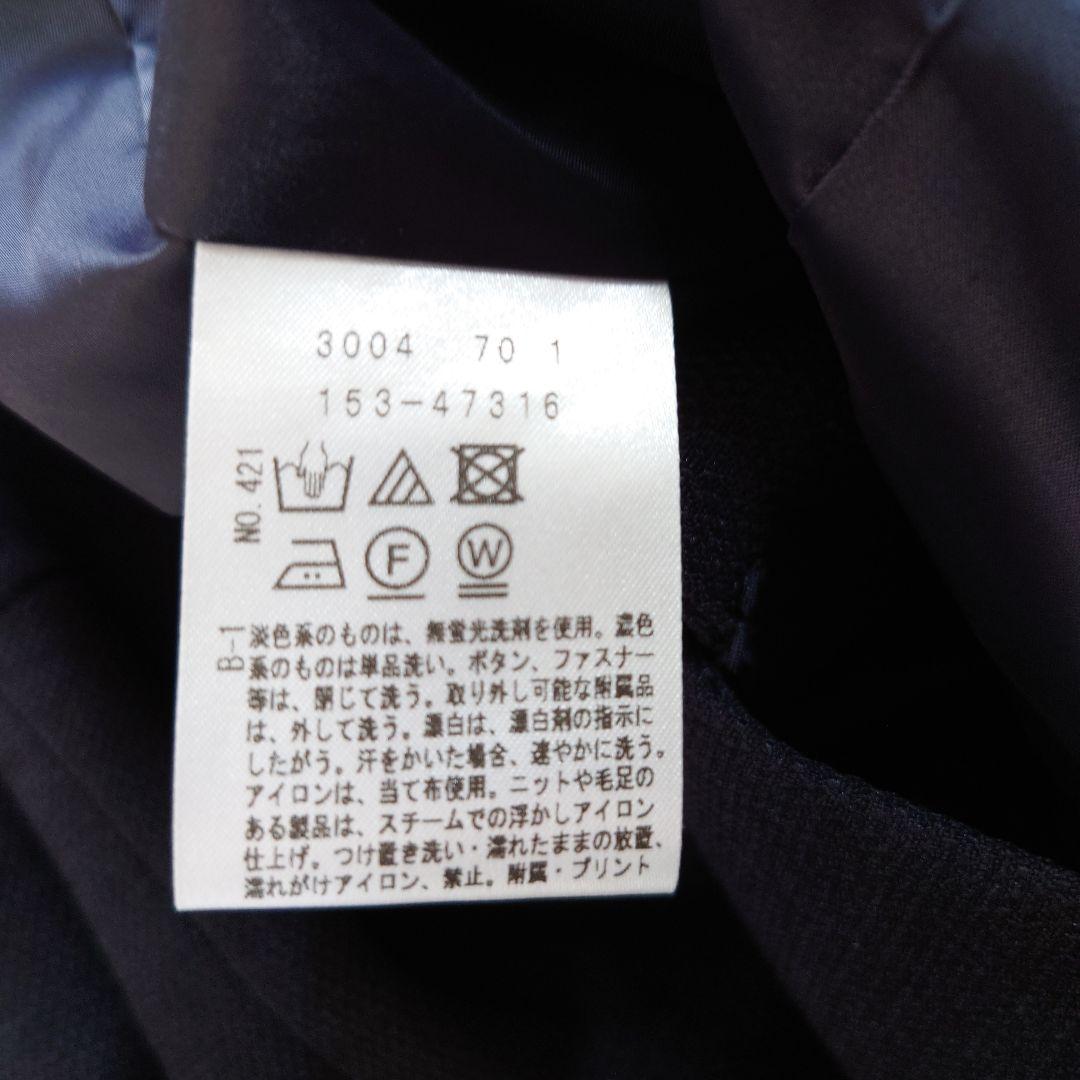 3004 70 1
153-47316
NO. 421
F
W
B-1
淡色系のものは、無蛍光洗剤を使用。濃色
系のものは単品洗い。ボタン、ファスナー
等は、閉じて洗う。取り外し可能な附属品
は、外して洗う。漂白は、漂白剤の指示に
したがう。汗をかいた場合、速やかに洗う。
アイロンは、当て布使用。ニットや毛足の
ある製品は、スチームでの浮かしアイロン
仕上げ。つけ置き洗い・濡れたままの放置、
濡れがけアイロン、禁止。附属・プリント